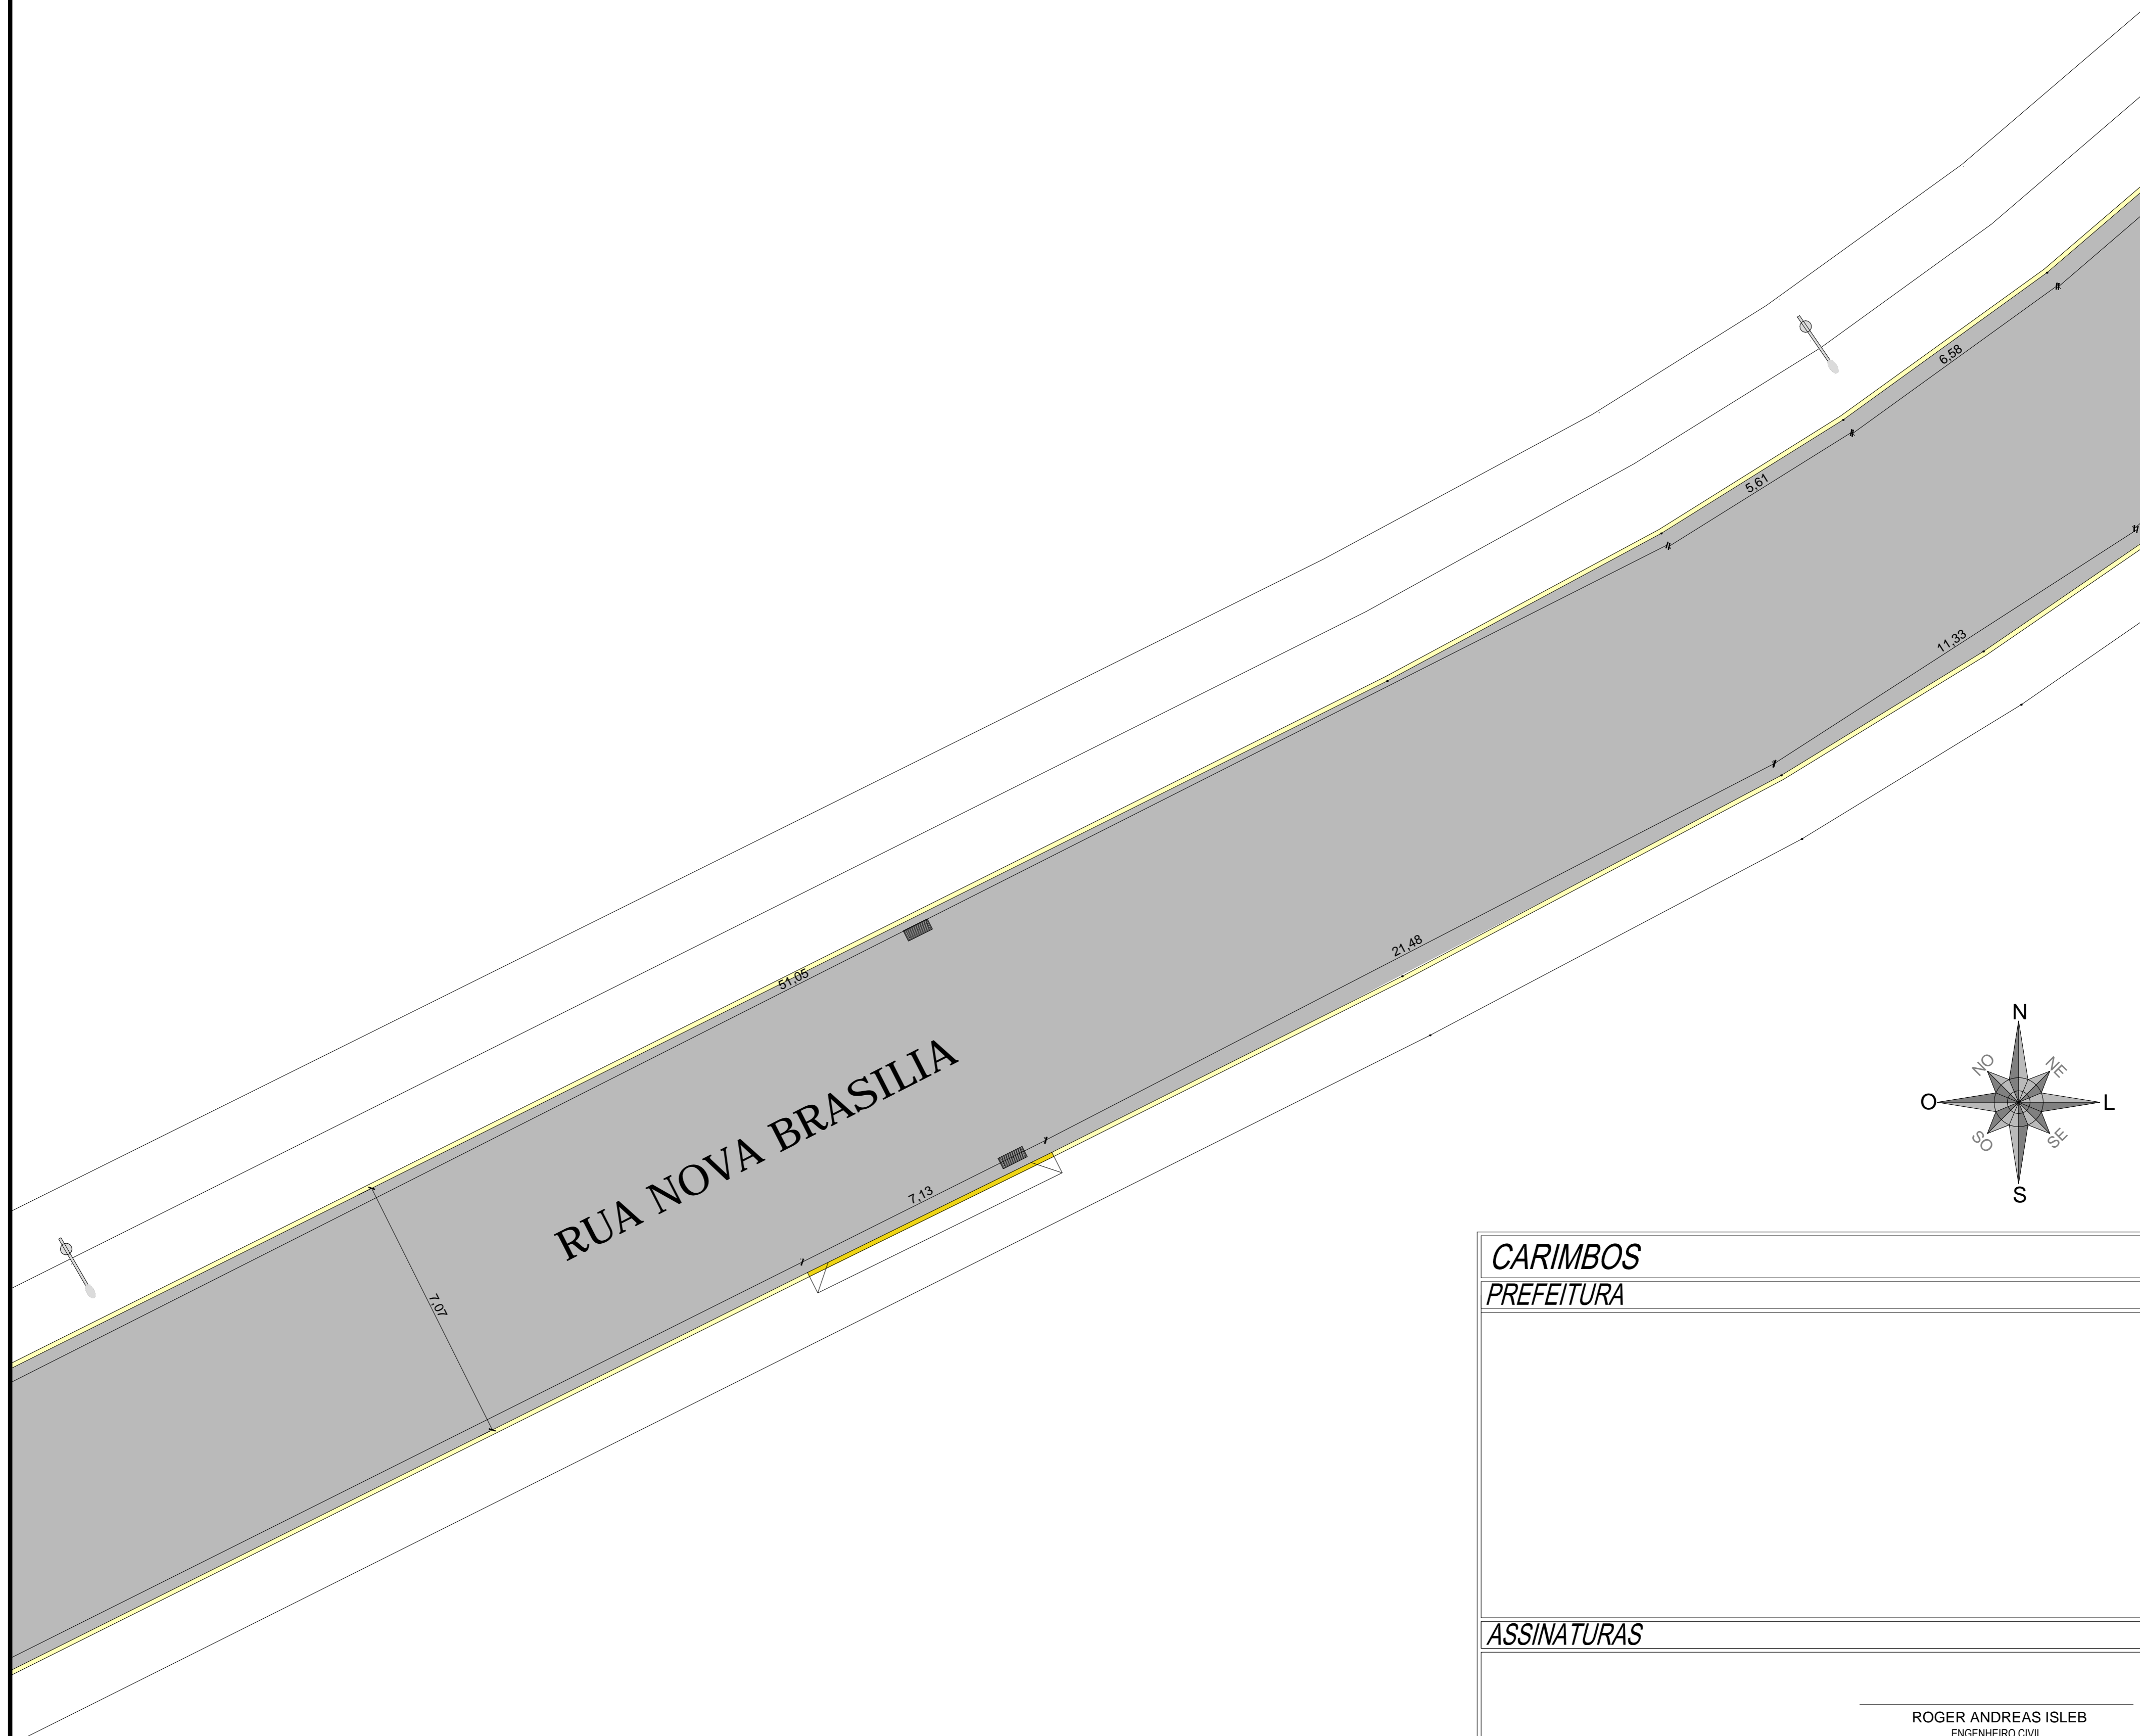 6,58
5,61
11,33
21,48
51,05
RUA NOVA BRASILIA
7,13
7,07
N
NO
NE
O
L
SO
SE
S
CARIMBOS
PREFEITURA
ASSINATURAS
ROGER ANDREAS ISLEB
ENGENHEIRO CIVIL